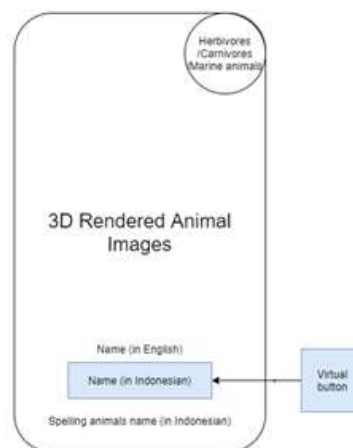 Herbivores
/Carnivores
/Marine animals
3D Rendered Animal
Images
Name (in English)
Name (in Indonesian)
Virtual
button
Spelling animals name (in Indonesian)